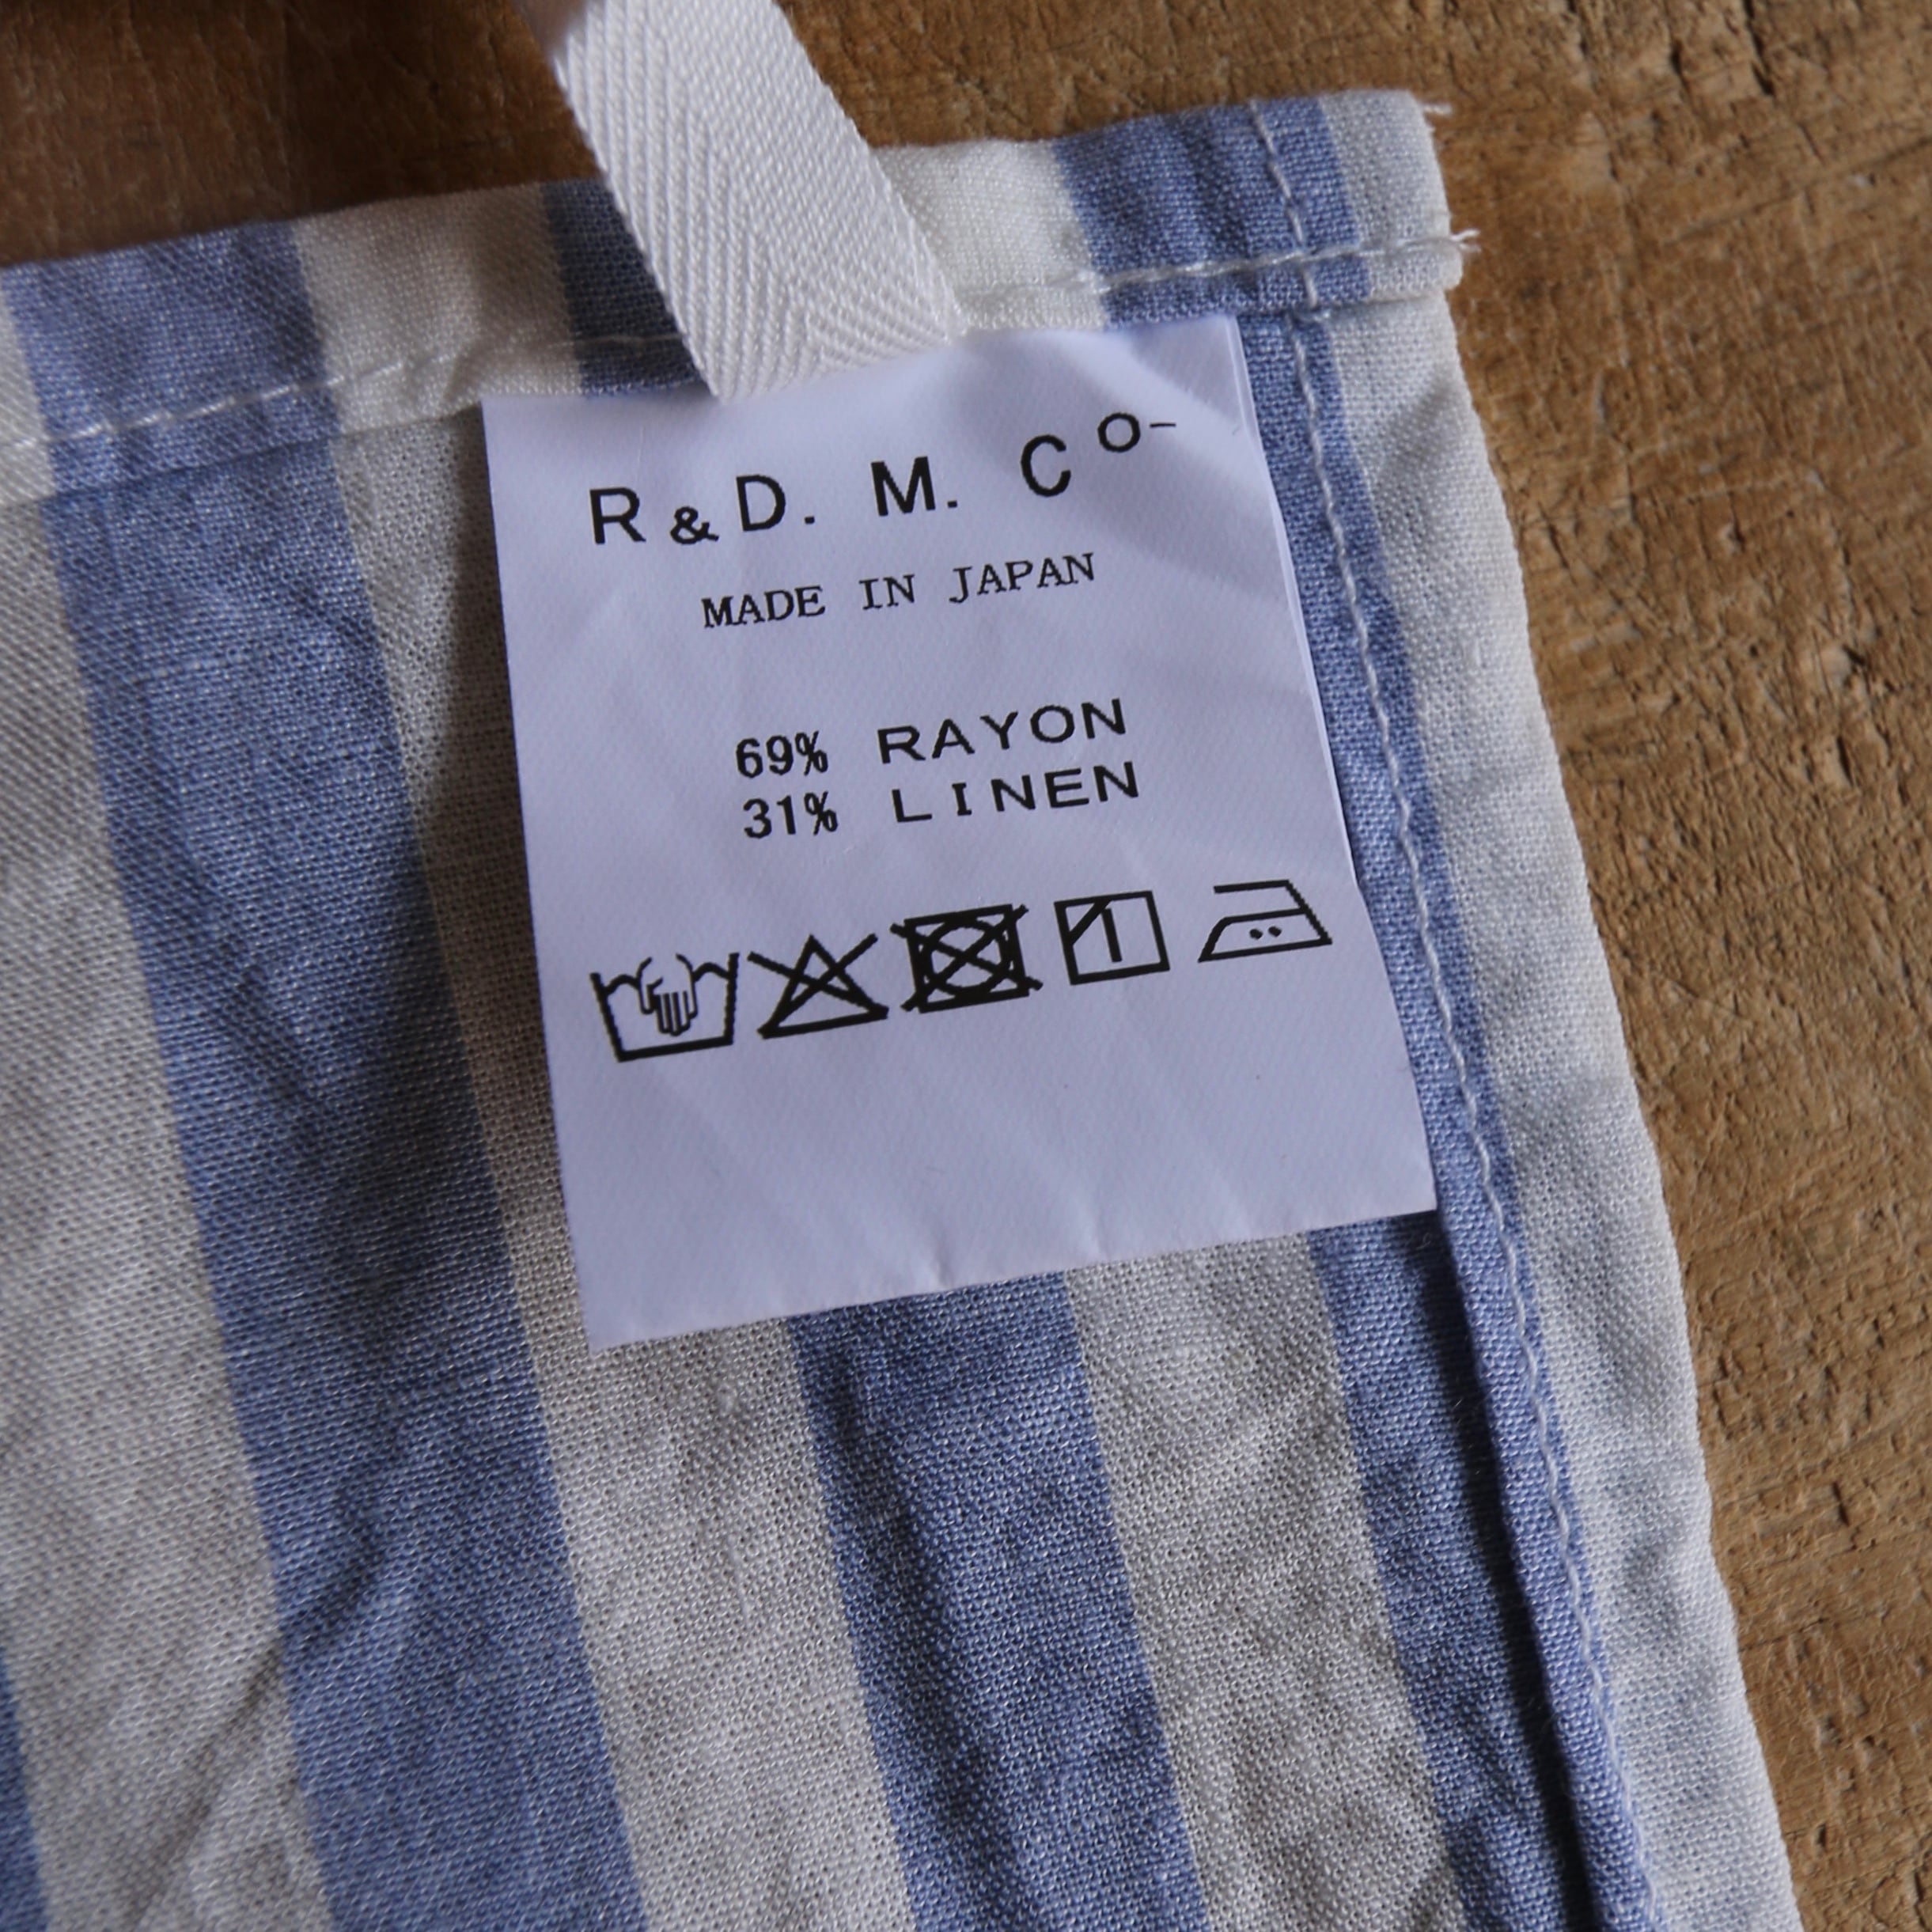 R&D. M. Co-
MADE IN JAPAN
69% RAYON
31% LINEN